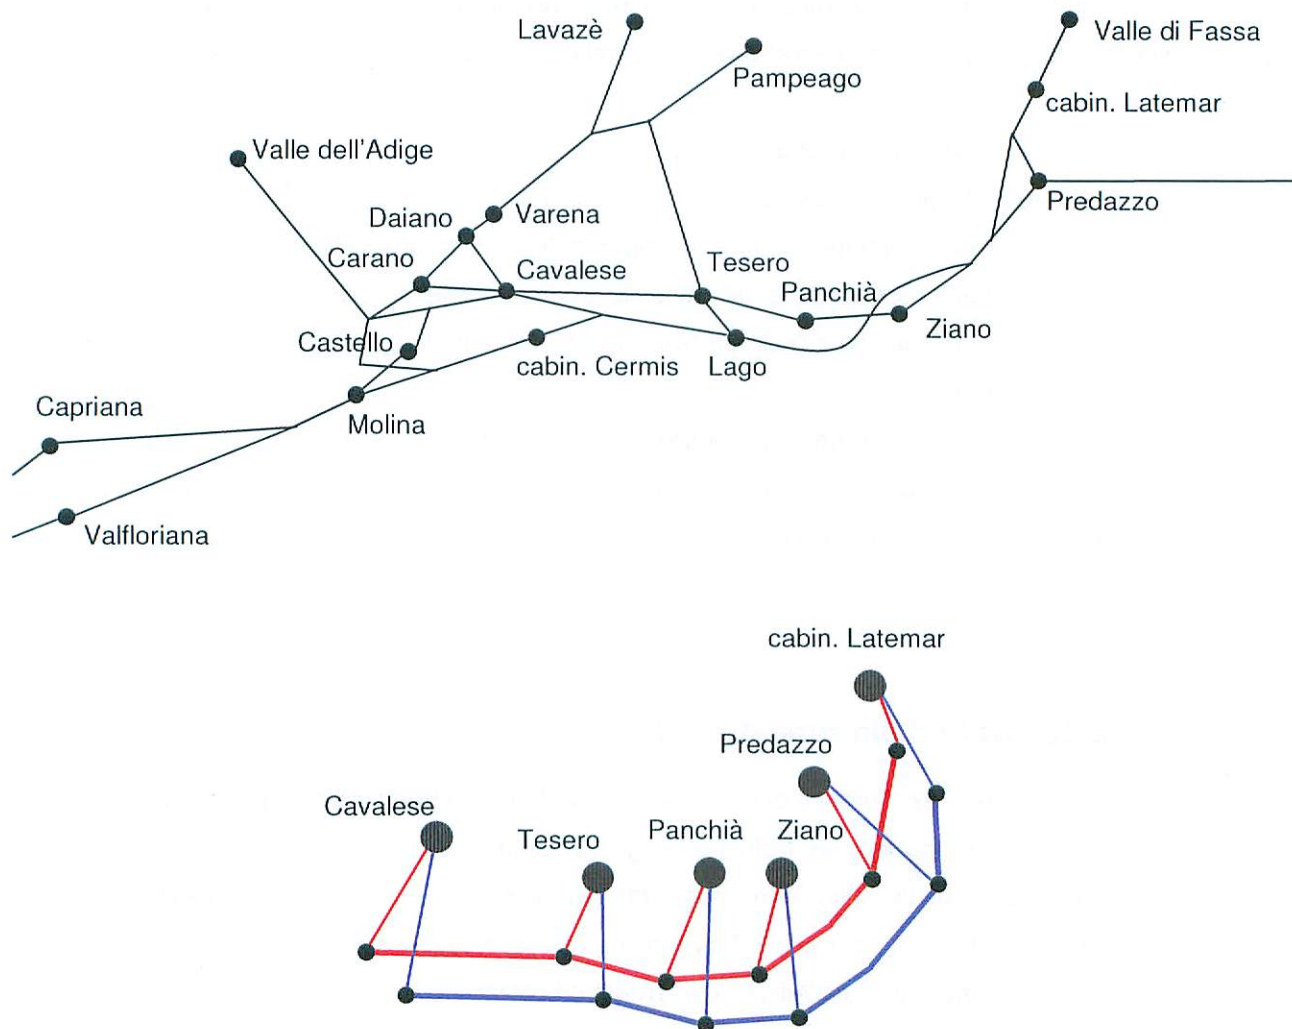 Lavazè
Valle di Fassa
Pampeago
cabin. Latemar
Valle dell'Adige
Predazzo
Daiano
Varena
Carano
Cavalese
Tesero
Panchià
Castello
cabin. Cermis
Lago
Ziano
Capriana
Molina
Valfloriana
cabin. Latemar
Predazzo
Cavalese
Tesero
Panchià
Ziano